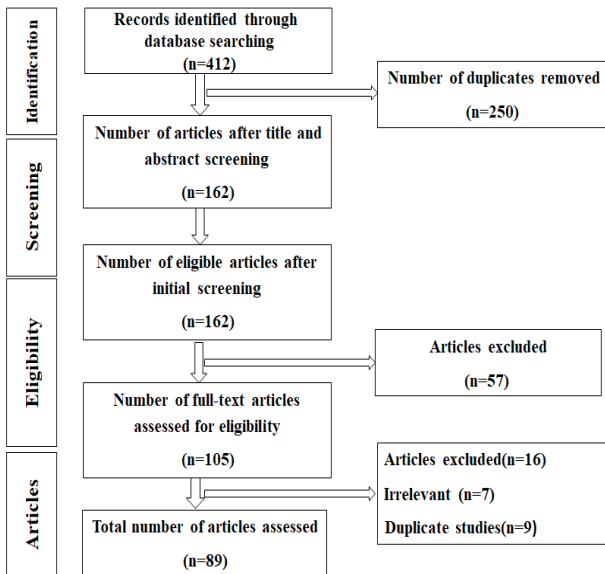 Identification
Records identified through
database searching
(n=412)
Number of duplicates removed
(n=250)
Number of articles after title and
abstract screening
(n=162)
Screening
Number of eligible articles after
initial screening
(n=162)
Eligibility
Articles excluded
(n=57)
Number of full-text articles
assessed for eligibility
(n=105)
Articles excluded(n=16)
Irrelevant (n=7)
Duplicate studies(n=9)
Articles
Total number of articles assessed
(n=89)